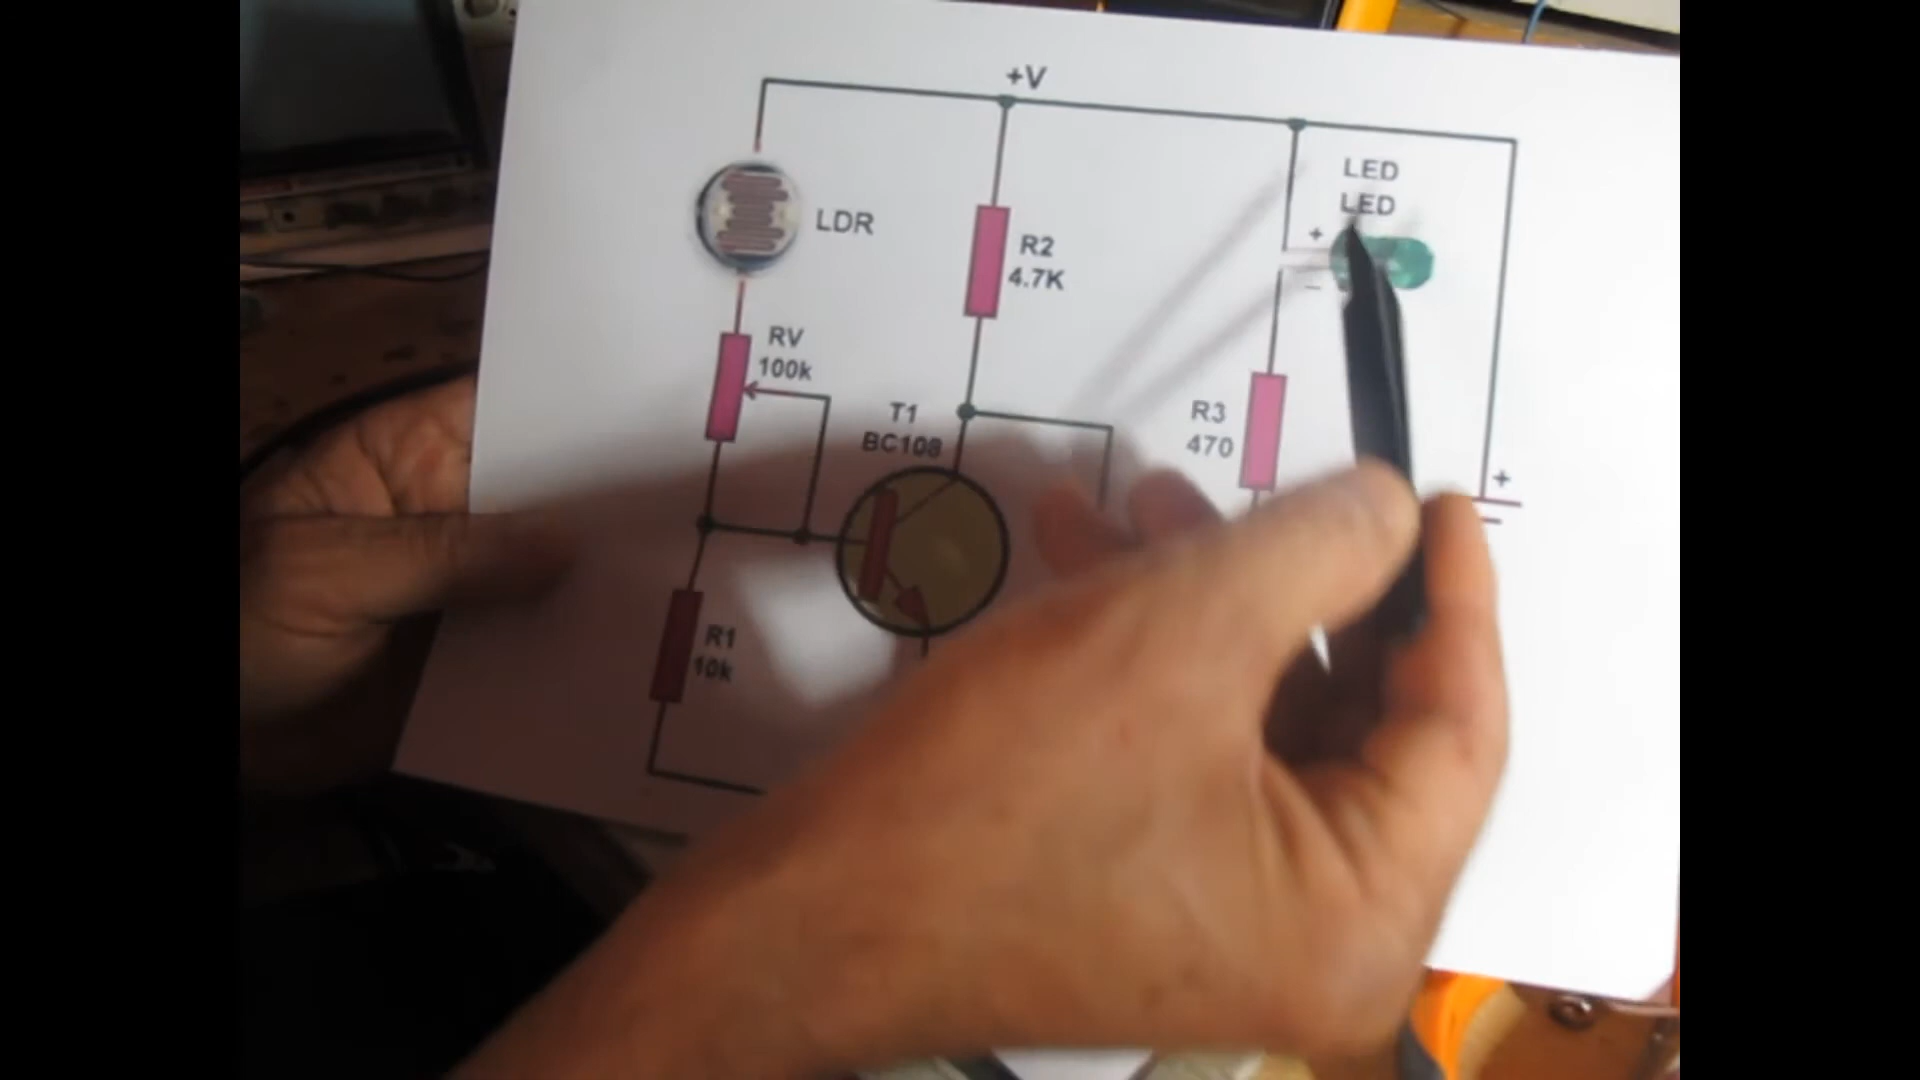 +V
LDR
RV
100k
R2
4.7K
LED
LED
+
–
T1
BC108
R3
470
+
R1
10k